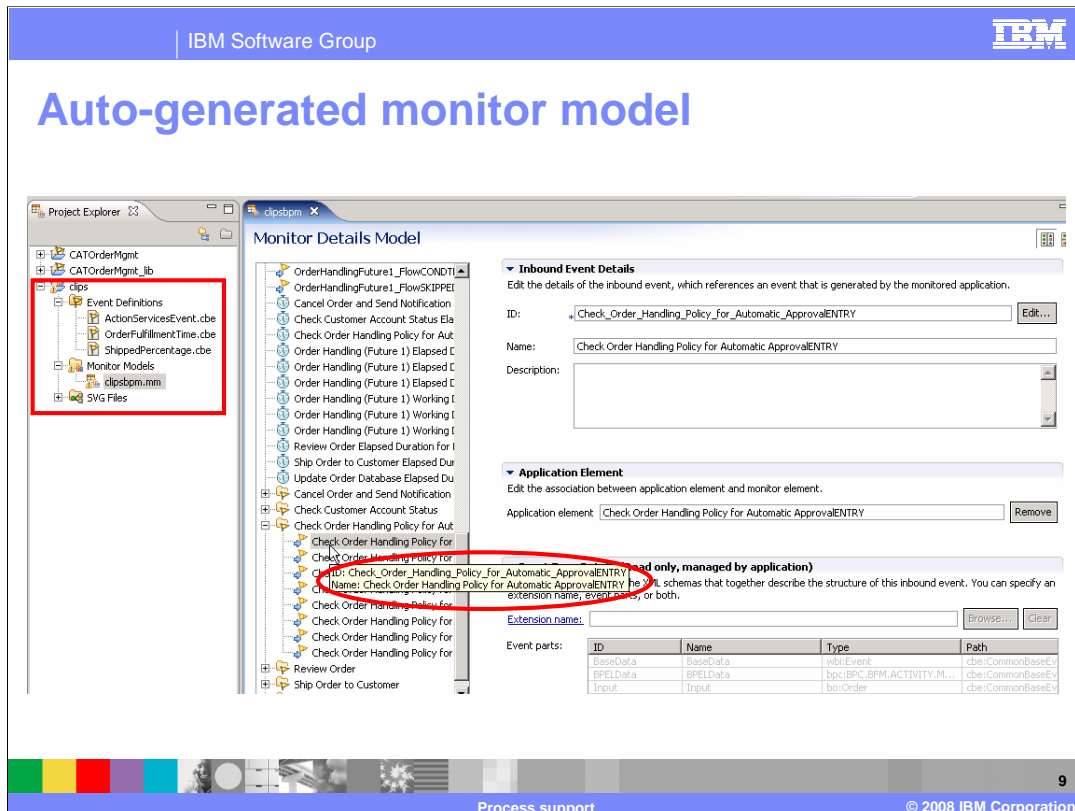 IBM Software Group
IBM
Auto-generated monitor model
Project Explorer
CATOrderMgmt
CATOrderMgmt_lib
clips
Event Definitions
ActionServicesEvent.cbe
OrderFulfillmentTime.cbe
ShippedPercentage.cbe
Monitor Models
clipsbpm.mm
SVG Files
clipsbpm
Monitor Details Model
OrderHandlingFuture1_FlowCONDTI
OrderHandlingFuture1_FlowSKIPPED
Cancel Order and Send Notification
Check Customer Account Status Ela
Check Order Handling Policy for Aut
Order Handling (Future 1) Elapsed D
Order Handling (Future 1) Elapsed D
Order Handling (Future 1) Elapsed D
Order Handling (Future 1) Working D
Order Handling (Future 1) Working D
Order Handling (Future 1) Working D
Review Order Elapsed Duration for
Ship Order to Customer Elapsed Dur
Update Order Database Elapsed Du
Cancel Order and Send Notification
Check Customer Account Status
Check Order Handling Policy for Aut
Check Order Handling Policy for
Check Order Handling Policy for
ID: Check_Order_Handling_Policy_for_Automatic_ApprovalENTRY
Name: Check Order Handling Policy for Automatic ApprovalENTRY
Check Order Handling Policy for
Check Order Handling Policy for
Check Order Handling Policy for
Check Order Handling Policy for
Review Order
Ship Order to Customer
Inbound Event Details
Edit the details of the inbound event, which references an event that is generated by the monitored application.
ID: * Check_Order_Handling_Policy_for_Automatic_ApprovalENTRY Edit...
Name: Check Order Handling Policy for Automatic ApprovalENTRY
Description:
Application Element
Edit the association between application element and monitor element.
Application element Check Order Handling Policy for Automatic ApprovalENTRY Remove
(Read only, managed by application)
schemas that together describe the structure of this inbound event. You can specify an
extension name, event parts, or both.
Extension name: Browse... Clear
Event parts: ID Name Type Path
BaseData BaseData wbi:Event cbe:CommonBaseEv
BPELData BPELData bpc:BPC.BFM.ACTIVITY.M... cbe:CommonBaseEv
Input Input bo:Order cbe:CommonBaseEv
9
Process support
© 2008 IBM Corporation